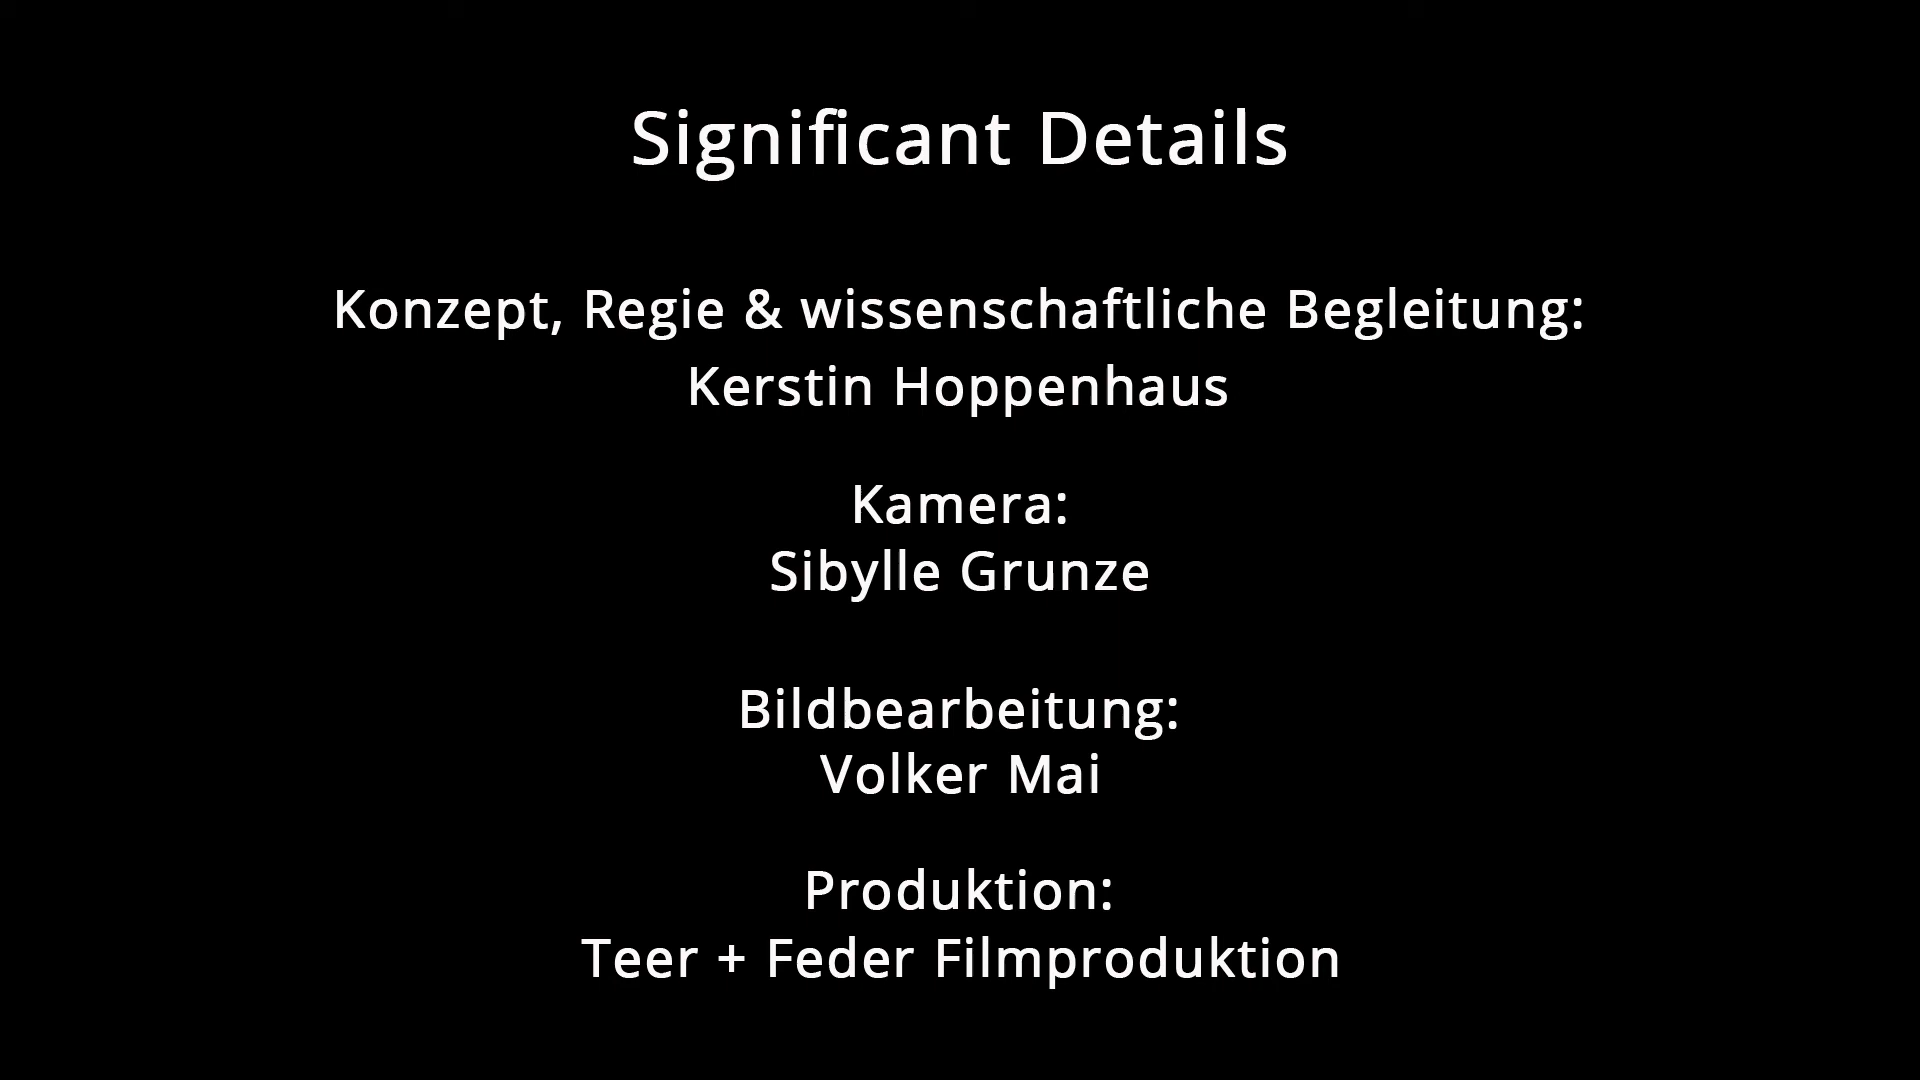 Significant Details
Konzept, Regie & wissenschaftliche Begleitung:
Kerstin Hoppenhaus
Kamera:
Sibylle Grunze
Bildbearbeitung:
Volker Mai
Produktion:
Teer + Feder Filmproduktion